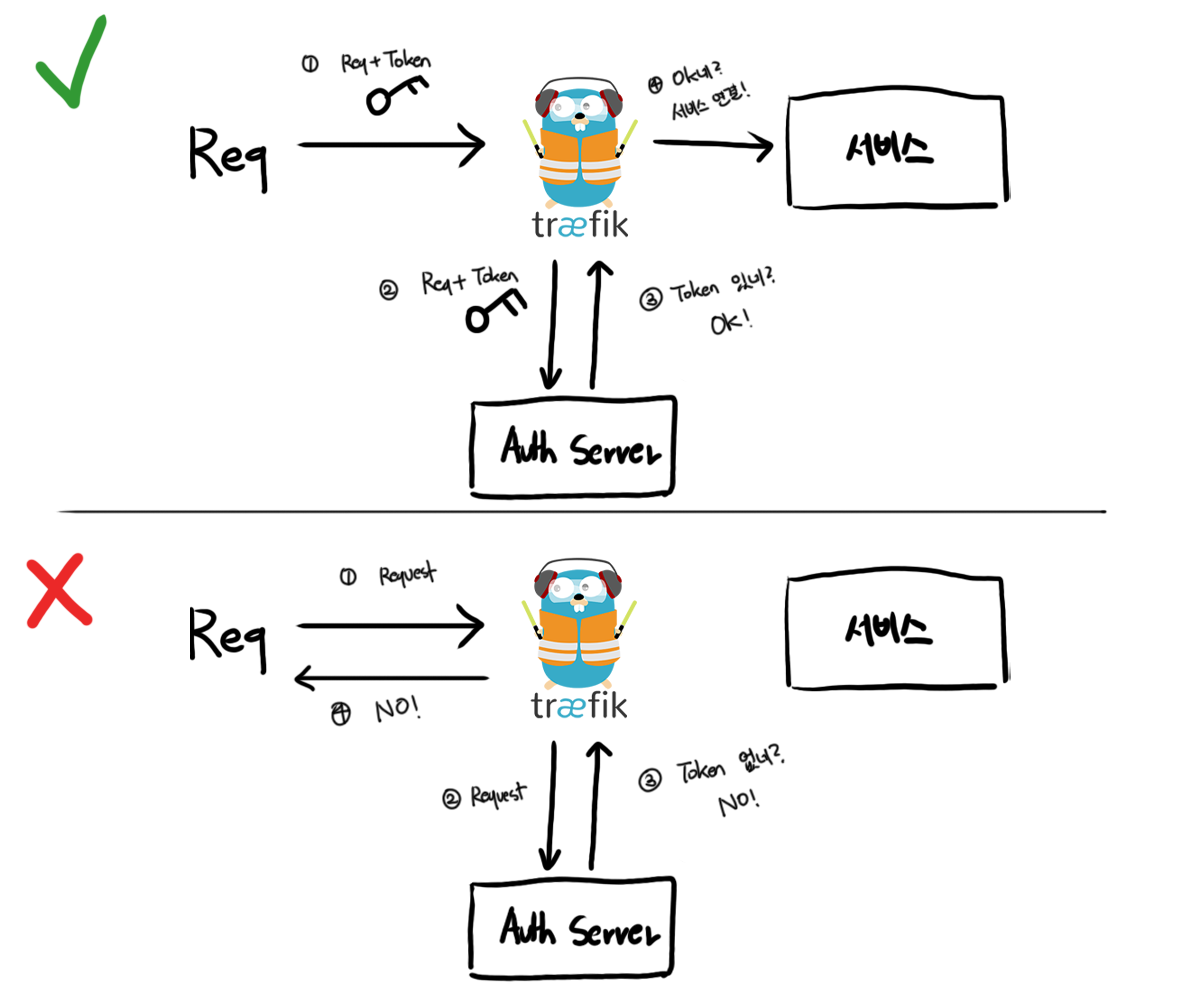 ① Req + Token
Req
træfik
④ OK네?
서비스 연결!
서비스
② Req + Token
③ Token 있네?
OK!
Auth Server
① Request
Req
④ NO!
træfik
서비스
② Request
③ Token 없네?
NO!
Auth Server